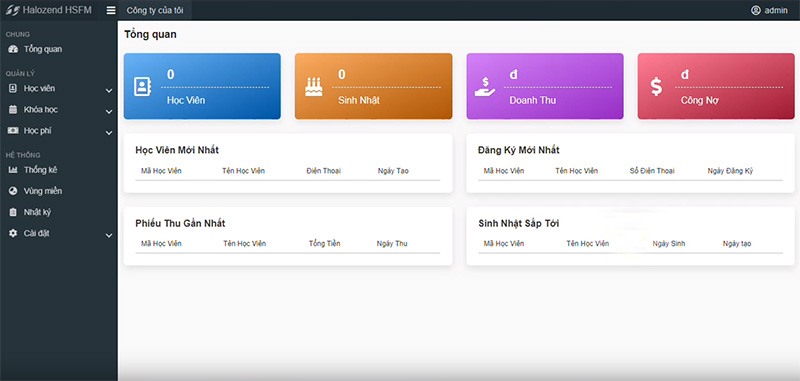 Halozend HSFM
Công ty của tôi
admin
CHUNG
Tổng quan
QUẢN LÝ
Học viên
Khóa học
Học phí
HỆ THỐNG
Thống kê
Vùng miền
Nhật ký
Cài đặt
Tổng quan
0
Học Viên
0
Sinh Nhật
đ
Doanh Thu
đ
Công Nợ
Học Viên Mới Nhất
Mã Học Viên Tên Học Viên Điện Thoại Ngày Tạo
Đăng Ký Mới Nhất
Mã Học Viên Tên Học Viên Số Điện Thoại Ngày Đăng Ký
Phiếu Thu Gần Nhất
Mã Học Viên Tên Học Viên Tổng Tiền Ngày Thu
Sinh Nhật Sắp Tới
Mã Học Viên Tên Học Viên Ngày Sinh Ngày tạo